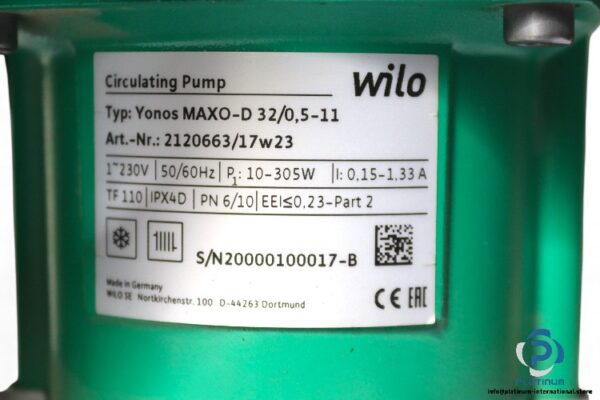 Circulating Pump
wilo
Typ: Yonos MAXO-D 32/0,5-11
Art.-Nr.: 2120663/17w23
1~230V | 50/60Hz | P1: 10-305W | I: 0,15-1,33 A
TF 110 | IPX4D | PN 6/10 | EEI≤0,23-Part 2
S/N20000100017-B
Made in Germany
WILO SE Nortkirchenstr. 100 D-44263 Dortmund
CE EAC
PLATINUM
info@platinum-international.store